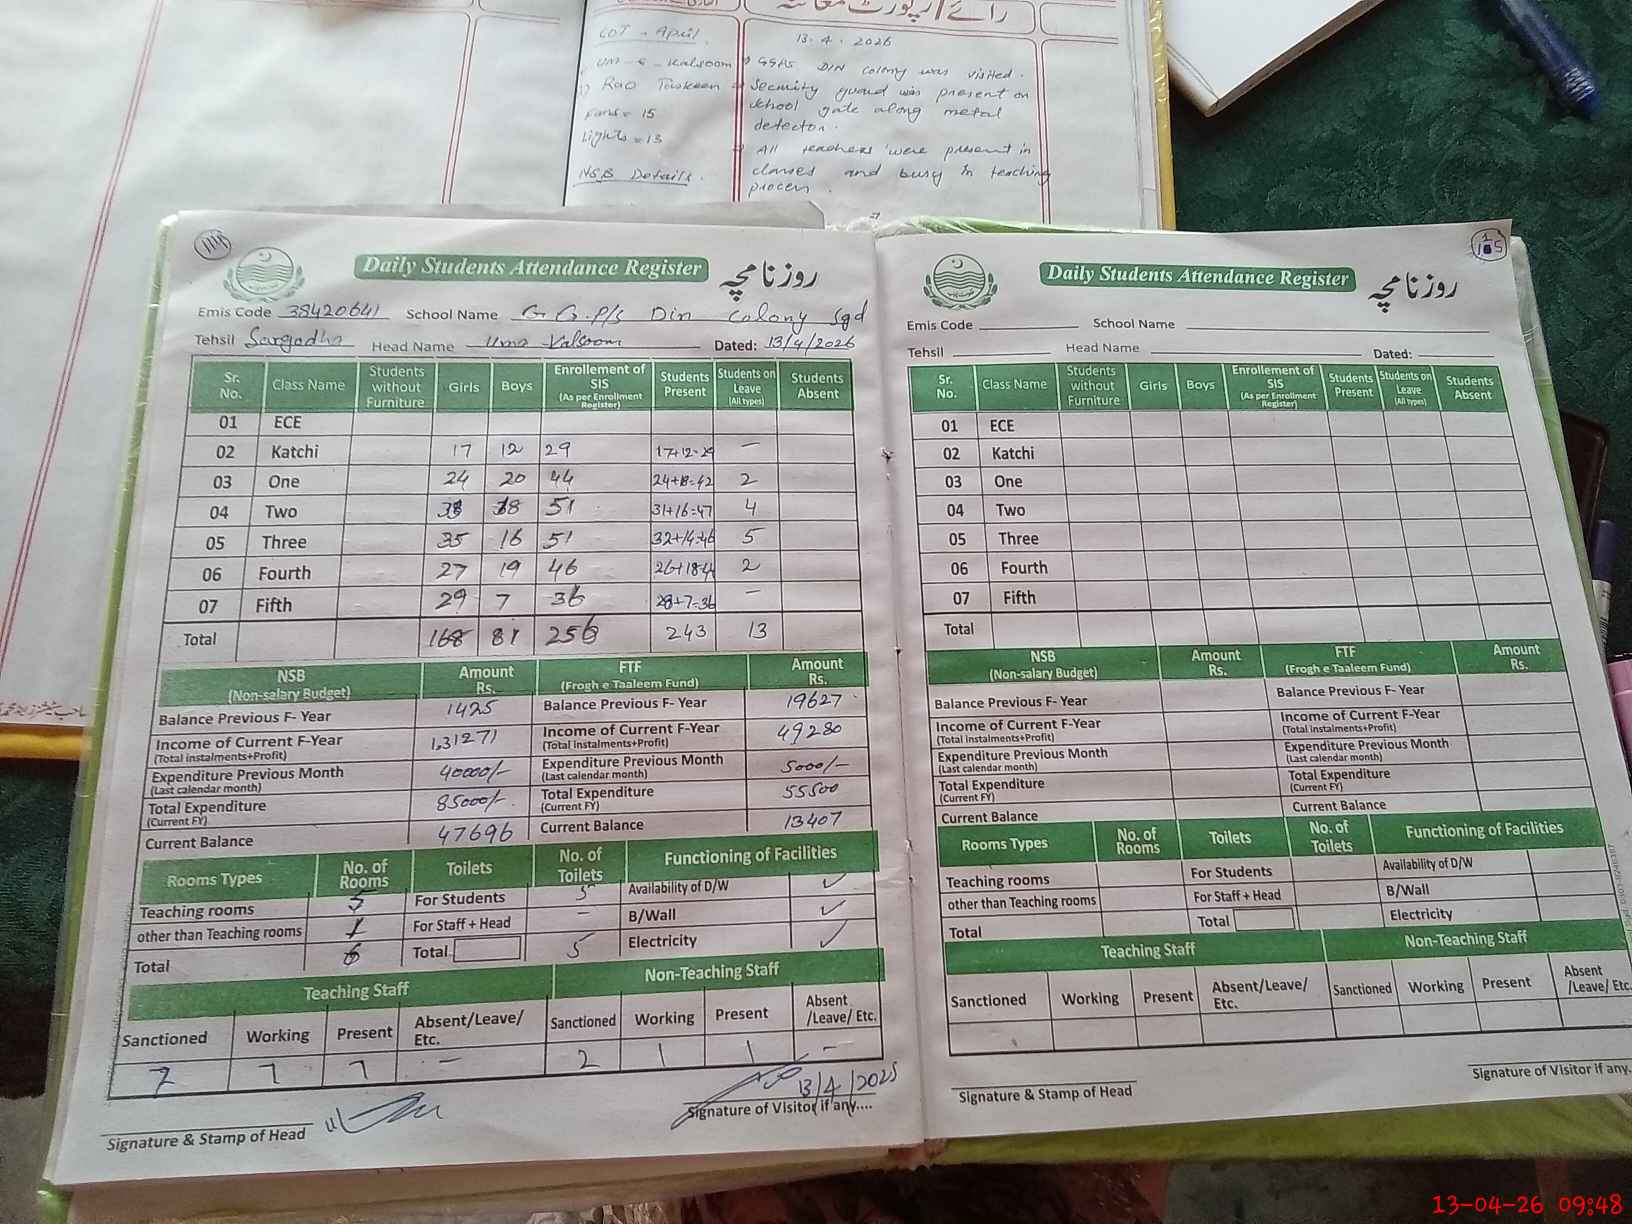 رائے / رپورٹ معائنہ
COT - April
13-4-2026
Um-e-Kalsoom
GGPS DIN colony was visited.
Rao Taskeen
Security guard was present on
school gate along metal
detector.
Fans = 15
Lights = 13
All teachers were present in
classes and busy in teaching
process.
NSB Details.
Daily Students Attendance Register روزنامچہ
Emis Code 38420641 School Name G.G.P/S Din Colony Sgd
Tehsil Sargodha Head Name Uma Kalsoom Dated: 13/4/2026
Sr. No. Class Name Students without Furniture Girls Boys Enrollement of SIS (As per Enrollment Register) Students Present Students on Leave (All types) Students Absent
01 ECE
02 Katchi 17 12 29 17+12=29 —
03 One 24 20 44 24+18=42 2
04 Two 33 18 51 31+16=47 4
05 Three 35 16 51 32+14=46 5
06 Fourth 27 19 46 26+18=44 2
07 Fifth 29 7 36 28+7=36 —
Total 168 81 256 243 13
NSB (Non-salary Budget) Amount Rs. FTF (Frogh e Taaleem Fund) Amount Rs.
Balance Previous F- Year 1425 Balance Previous F- Year 19627
Income of Current F-Year (Total instalments+Profit) 131271 Income of Current F-Year (Total instalments+Profit) 49280
Expenditure Previous Month (Last calendar month) 40000/- Expenditure Previous Month (Last calendar month) 5000/-
Total Expenditure (Current FY) 85000/- Total Expenditure (Current FY) 55500
Current Balance 47696 Current Balance 13407
Rooms Types No. of Rooms Toilets No. of Toilets Functioning of Facilities
Teaching rooms 5 For Students 5 Availability of D/W ✓
other than Teaching rooms 1 For Staff + Head — B/Wall ✓
Total 6 Total 5 Electricity ✓
Teaching Staff Non-Teaching Staff
Sanctioned Working Present Absent/Leave/ Etc. Sanctioned Working Present Absent /Leave/ Etc.
7 7 7 — 2 1 1 —
13/4/2025
Signature & Stamp of Head Signature of Visitor if any....
Daily Students Attendance Register روزنامچہ
Emis Code School Name
Tehsil Head Name Dated:
Sr. No. Class Name Students without Furniture Girls Boys Enrollement of SIS (As per Enrollment Register) Students Present Students on Leave (All types) Students Absent
01 ECE
02 Katchi
03 One
04 Two
05 Three
06 Fourth
07 Fifth
Total
NSB (Non-salary Budget) Amount Rs. FTF (Frogh e Taaleem Fund) Amount Rs.
Balance Previous F- Year Balance Previous F- Year
Income of Current F-Year (Total instalments+Profit) Income of Current F-Year (Total instalments+Profit)
Expenditure Previous Month (Last calendar month) Expenditure Previous Month (Last calendar month)
Total Expenditure (Current FY) Total Expenditure (Current FY)
Current Balance Current Balance
Rooms Types No. of Rooms Toilets No. of Toilets Functioning of Facilities
Teaching rooms For Students Availability of D/W
other than Teaching rooms For Staff + Head B/Wall
Total Total Electricity
Teaching Staff Non-Teaching Staff
Sanctioned Working Present Absent/Leave/ Etc. Sanctioned Working Present Absent /Leave/ Etc.
Signature & Stamp of Head Signature of Visitor if any.
13-04-26 09:48